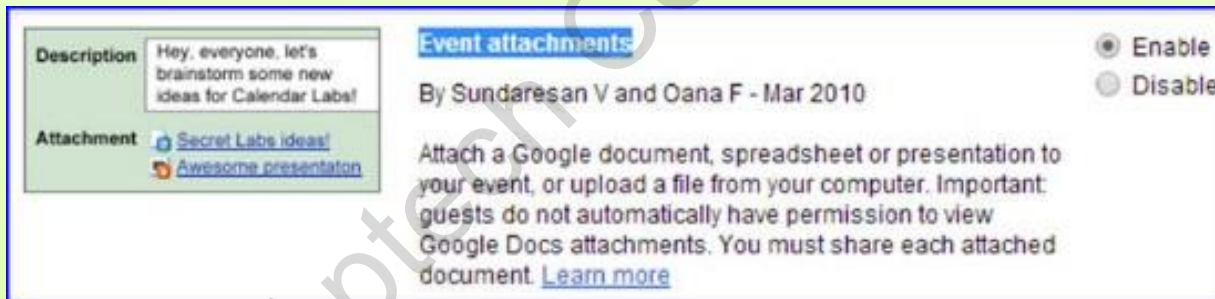 Description
Hey, everyone, let's
brainstorm some new
ideas for Calendar Labs!
Attachment
Secret Labs ideas!
Awesome presentaton
Event attachments
By Sundaresan V and Oana F - Mar 2010
Attach a Google document, spreadsheet or presentation to
your event, or upload a file from your computer. Important:
guests do not automatically have permission to view
Google Docs attachments. You must share each attached
document. Learn more
Enable
Disable